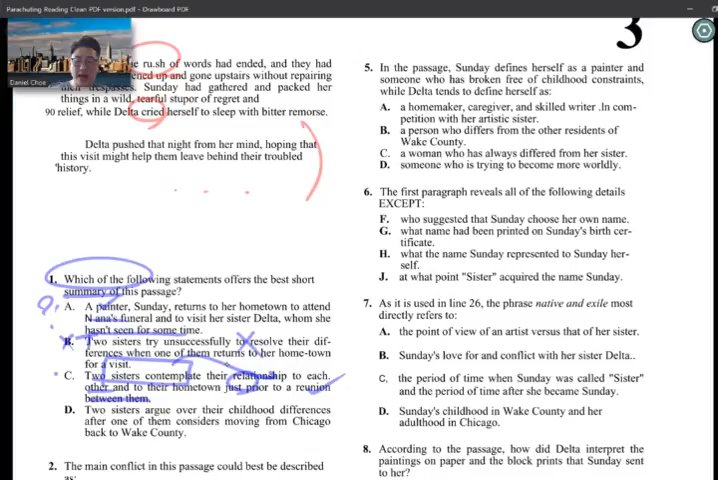 Parachuting Reading Clean PDF version.pdf - Drawboard PDF
Daniel Choe
3
ru.sh of words had ended, and they had
up and gone upstairs without repairing
their trespasses. Sunday had gathered and packed her
things in a wild, tearful stupor of regret and
90 relief, while Delta cried herself to sleep with bitter remorse.
Delta pushed that night from her mind, hoping that
this visit might help them leave behind their troubled
history.
1. Which of the following statements offers the best short
summary of this passage?
A. A painter, Sunday, returns to her hometown to attend
N ana's funeral and to visit her sister Delta, whom she
hasn't seen for some time.
B. Two sisters try unsuccessfully to resolve their dif-
ferences when one of them returns to her home-town
for a visit.
C. Two sisters contemplate their relationship to each.
other and to their hometown just prior to a reunion
between them.
D. Two sisters argue over their childhood differences
after one of them considers moving from Chicago
back to Wake County.
2. The main conflict in this passage could best be described
as:
5. In the passage, Sunday defines herself as a painter and
someone who has broken free of childhood constraints,
while Delta tends to define herself as:
A. a homemaker, caregiver, and skilled writer .In com-
petition with her artistic sister.
B. a person who differs from the other residents of
Wake County.
C. a woman who has always differed from her sister.
D. someone who is trying to become more worldly.
6. The first paragraph reveals all of the following details
EXCEPT:
F. who suggested that Sunday choose her own name.
G. what name had been printed on Sunday's birth cer-
tificate.
H. what the name Sunday represented to Sunday her-
self.
J. at what point "Sister" acquired the name Sunday.
7. As it is used in line 26, the phrase native and exile most
directly refers to:
A. the point of view of an artist versus that of her sister.
B. Sunday's love for and conflict with her sister Delta..
C, the period of time when Sunday was called "Sister"
and the period of time after she became Sunday.
D. Sunday's childhood in Wake County and her
adulthood in Chicago.
8. According to the passage, how did Delta interpret the
paintings on paper and the block prints that Sunday sent
to her?